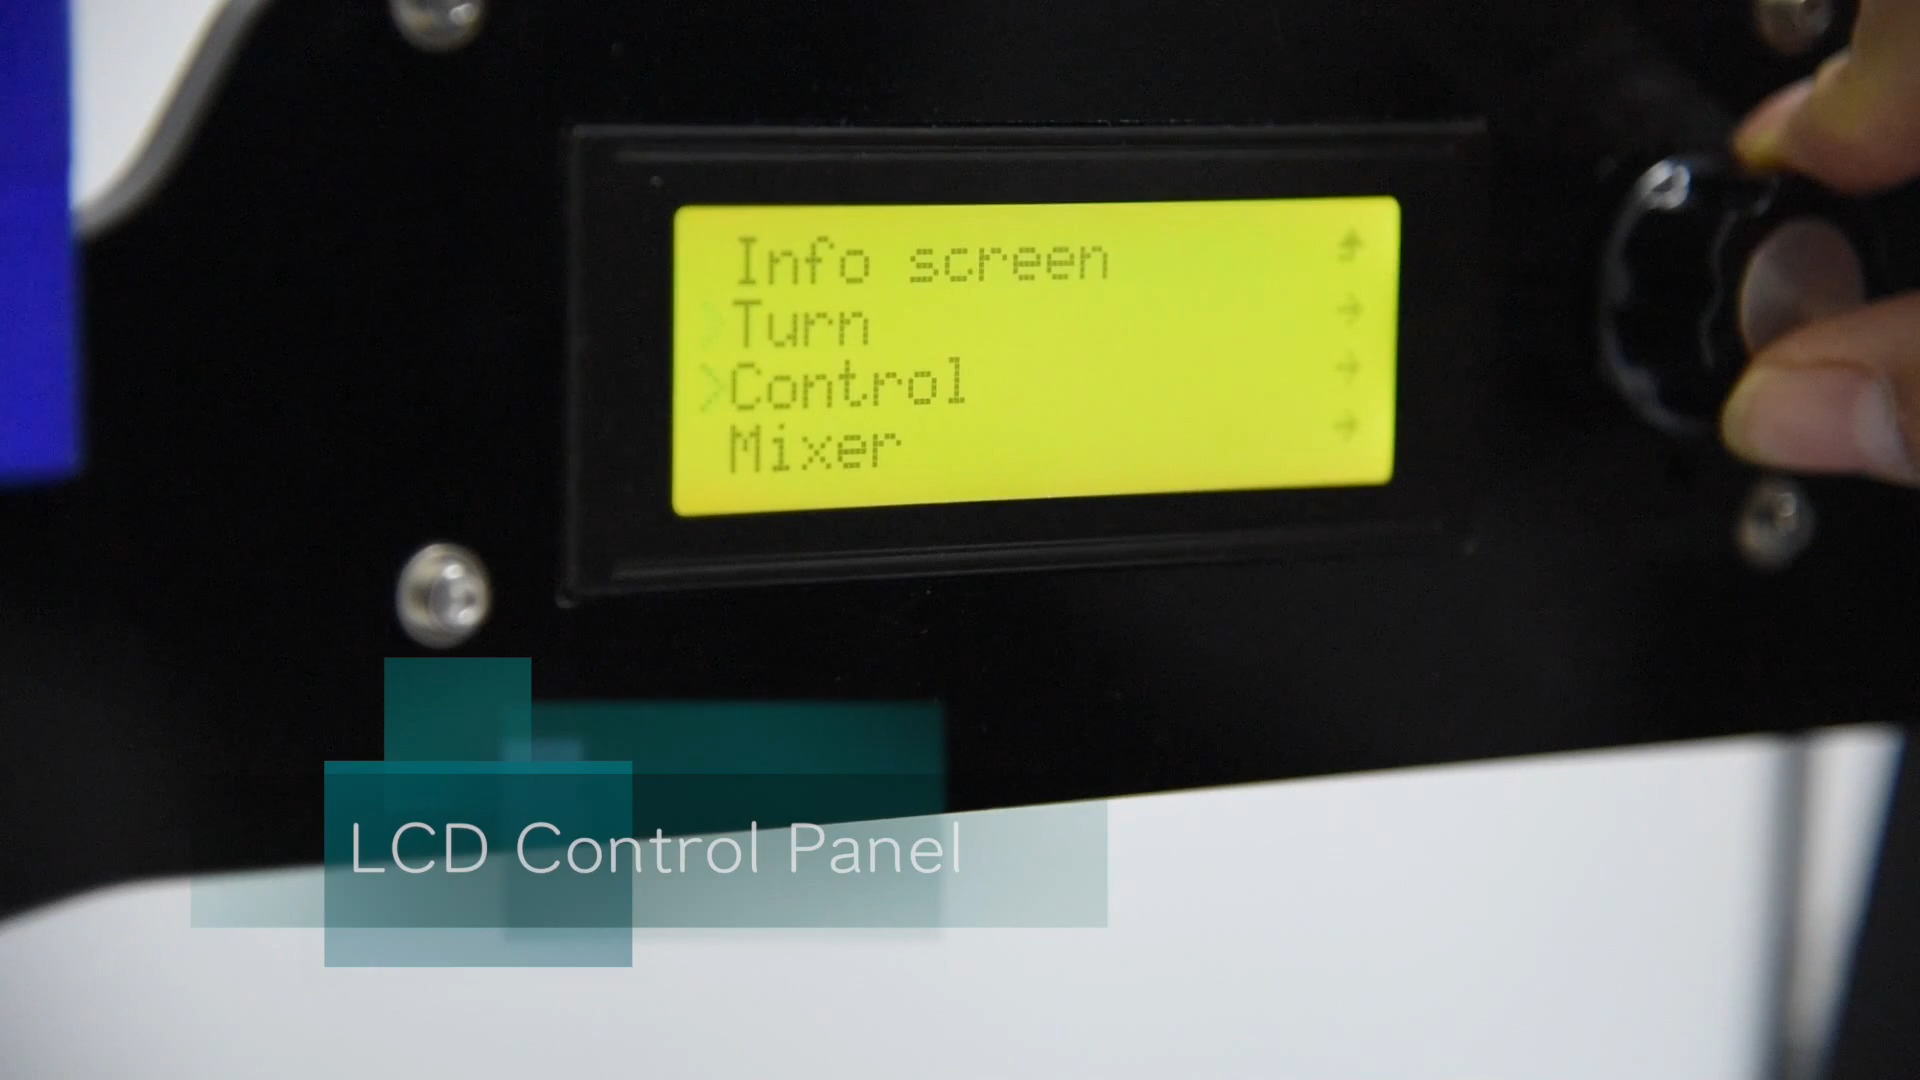 Info screen
Turn
>Control
Mixer
LCD Control Panel